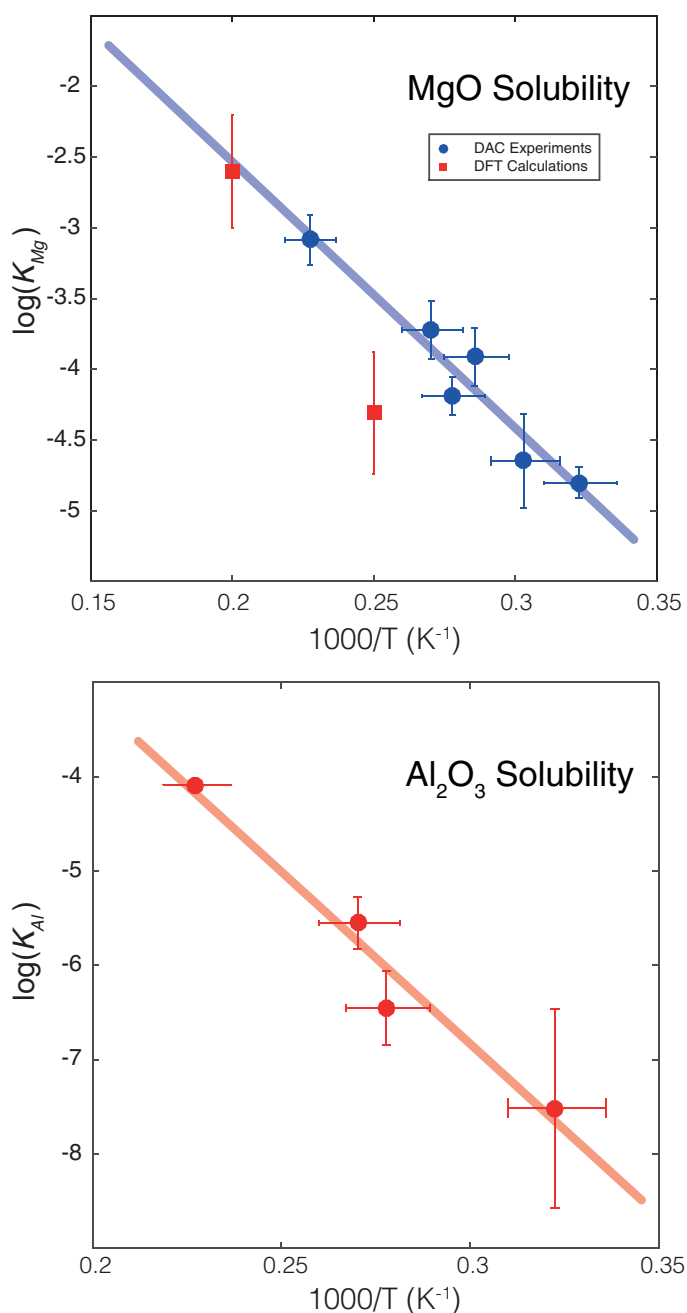 MgO Solubility
DAC Experiments
DFT Calculations
log(K_Mg)
-2
-2.5
-3
-3.5
-4
-4.5
-5
0.15 0.2 0.25 0.3 0.35
1000/T (K⁻¹)
Al₂O₃ Solubility
log(K_Al)
-4
-5
-6
-7
-8
0.2 0.25 0.3 0.35
1000/T (K⁻¹)